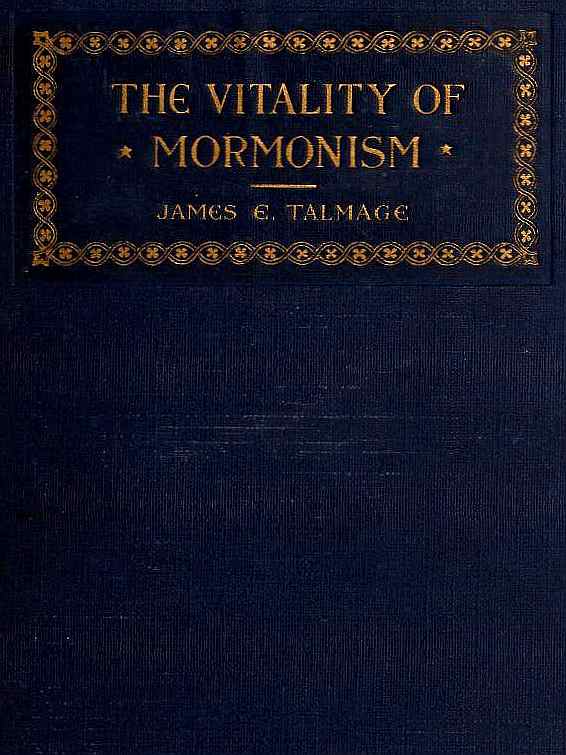 THE VITALITY OF
* MORMONISM *
JAMES E. TALMAGE